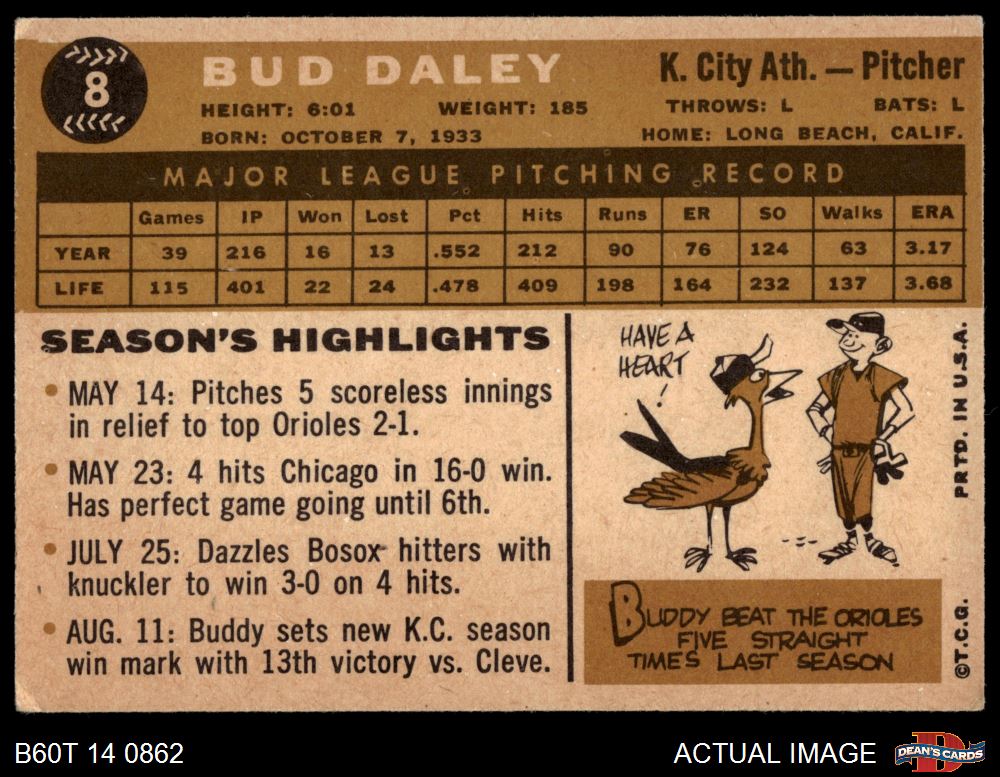 8
BUD DALEY
K. City Ath. — Pitcher
HEIGHT: 6:01 WEIGHT: 185 THROWS: L BATS: L
BORN: OCTOBER 7, 1933 HOME: LONG BEACH, CALIF.
MAJOR LEAGUE PITCHING RECORD
Games IP Won Lost Pct Hits Runs ER SO Walks ERA
YEAR 39 216 16 13 .552 212 90 76 124 63 3.17
LIFE 115 401 22 24 .478 409 198 164 232 137 3.68
SEASON'S HIGHLIGHTS
• MAY 14: Pitches 5 scoreless innings
in relief to top Orioles 2-1.
• MAY 23: 4 hits Chicago in 16-0 win.
Has perfect game going until 6th.
• JULY 25: Dazzles Bosox hitters with
knuckler to win 3-0 on 4 hits.
• AUG. 11: Buddy sets new K.C. season
win mark with 13th victory vs. Cleve.
HAVE A
HEART
!
BUDDY BEAT THE ORIOLES
FIVE STRAIGHT
TIMES LAST SEASON
©T.C.G. PRTD. IN U.S.A.
B60T 14 0862
ACTUAL IMAGE
D
DEAN'S CARDS